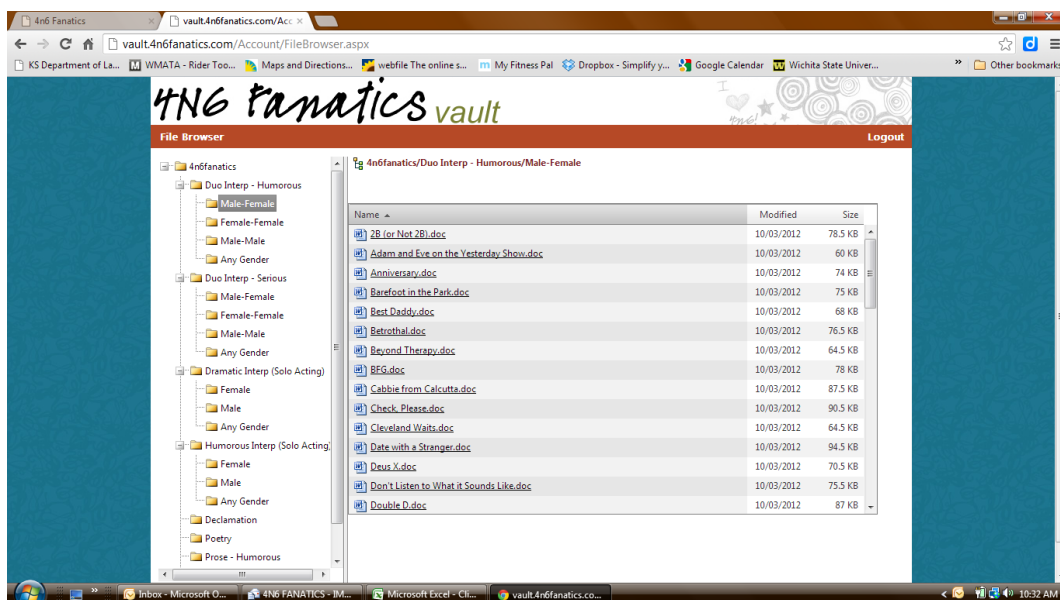 4n6 Fanatics
vault.4n6fanatics.com/Acc
vault.4n6fanatics.com/Account/FileBrowser.aspx
KS Department of La... WMATA - Rider Too... Maps and Directions... webfile The online s... My Fitness Pal Dropbox - Simplify y... Google Calendar Wichita State Univer... » Other bookmarks
4N6 Fanatics vault
File Browser Logout
4n6fanatics
Duo Interp - Humorous
Male-Female
Female-Female
Male-Male
Any Gender
Duo Interp - Serious
Male-Female
Female-Female
Male-Male
Any Gender
Dramatic Interp (Solo Acting)
Female
Male
Any Gender
Humorous Interp (Solo Acting)
Female
Male
Any Gender
Declamation
Poetry
Prose - Humorous
4n6fanatics/Duo Interp - Humorous/Male-Female
Name Modified Size
2B (or Not 2B).doc 10/03/2012 78.5 KB
Adam and Eve on the Yesterday Show.doc 10/03/2012 60 KB
Anniversary.doc 10/03/2012 74 KB
Barefoot in the Park.doc 10/03/2012 75 KB
Best Daddy.doc 10/03/2012 68 KB
Betrothal.doc 10/03/2012 76.5 KB
Beyond Therapy.doc 10/03/2012 64.5 KB
BFG.doc 10/03/2012 78 KB
Cabbie from Calcutta.doc 10/03/2012 87.5 KB
Check, Please.doc 10/03/2012 90.5 KB
Cleveland Waits.doc 10/03/2012 64.5 KB
Date with a Stranger.doc 10/03/2012 94.5 KB
Deus X.doc 10/03/2012 70.5 KB
Don't Listen to What it Sounds Like.doc 10/03/2012 75.5 KB
Double D.doc 10/03/2012 87 KB
» Inbox - Microsoft O... 4N6 FANATICS - IM... Microsoft Excel - Cli... vault.4n6fanatics.co... 10:32 AM